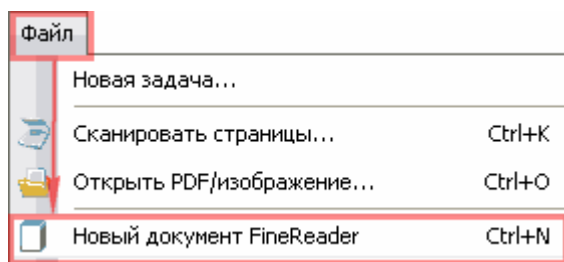 Файл
Новая задача...
Сканировать страницы... Ctrl+K
Открыть PDF/изображение... Ctrl+O
Новый документ FineReader Ctrl+N